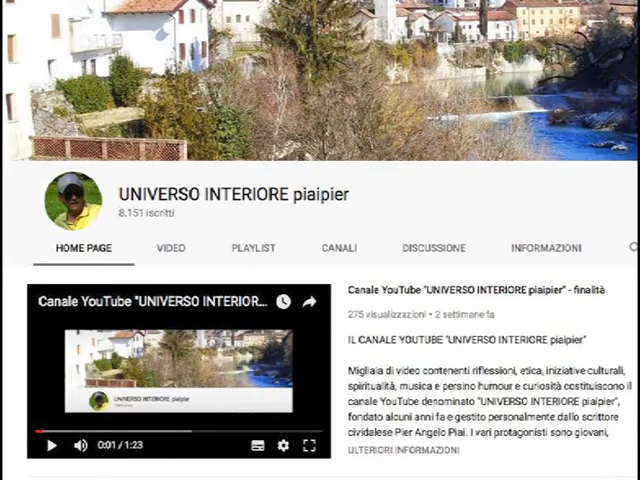 UNIVERSO INTERIORE piaipier
8.151 iscritti
HOME PAGE VIDEO PLAYLIST CANALI DISCUSSIONE INFORMAZIONI
Canale YouTube "UNIVERSO INTERIOR...
UNIVERSO INTERIORE piaipier
0:01 / 1:23
Canale YouTube "UNIVERSO INTERIORE piaipier" - finalità
275 visualizzazioni • 2 settimane fa
IL CANALE YOUTUBE "UNIVERSO INTERIORE piaipier"
Migliaia di video contenenti riflessioni, etica, iniziative culturali,
spiritualità, musica e persino humour e curiosità costituiscono il
canale YouTube denominato "UNIVERSO INTERIORE piaipier",
fondato alcuni anni fa e gestito personalmente dallo scrittore
cividalese Pier Angelo Piai. I vari protagonisti sono giovani,
ULTERIORI INFORMAZIONI